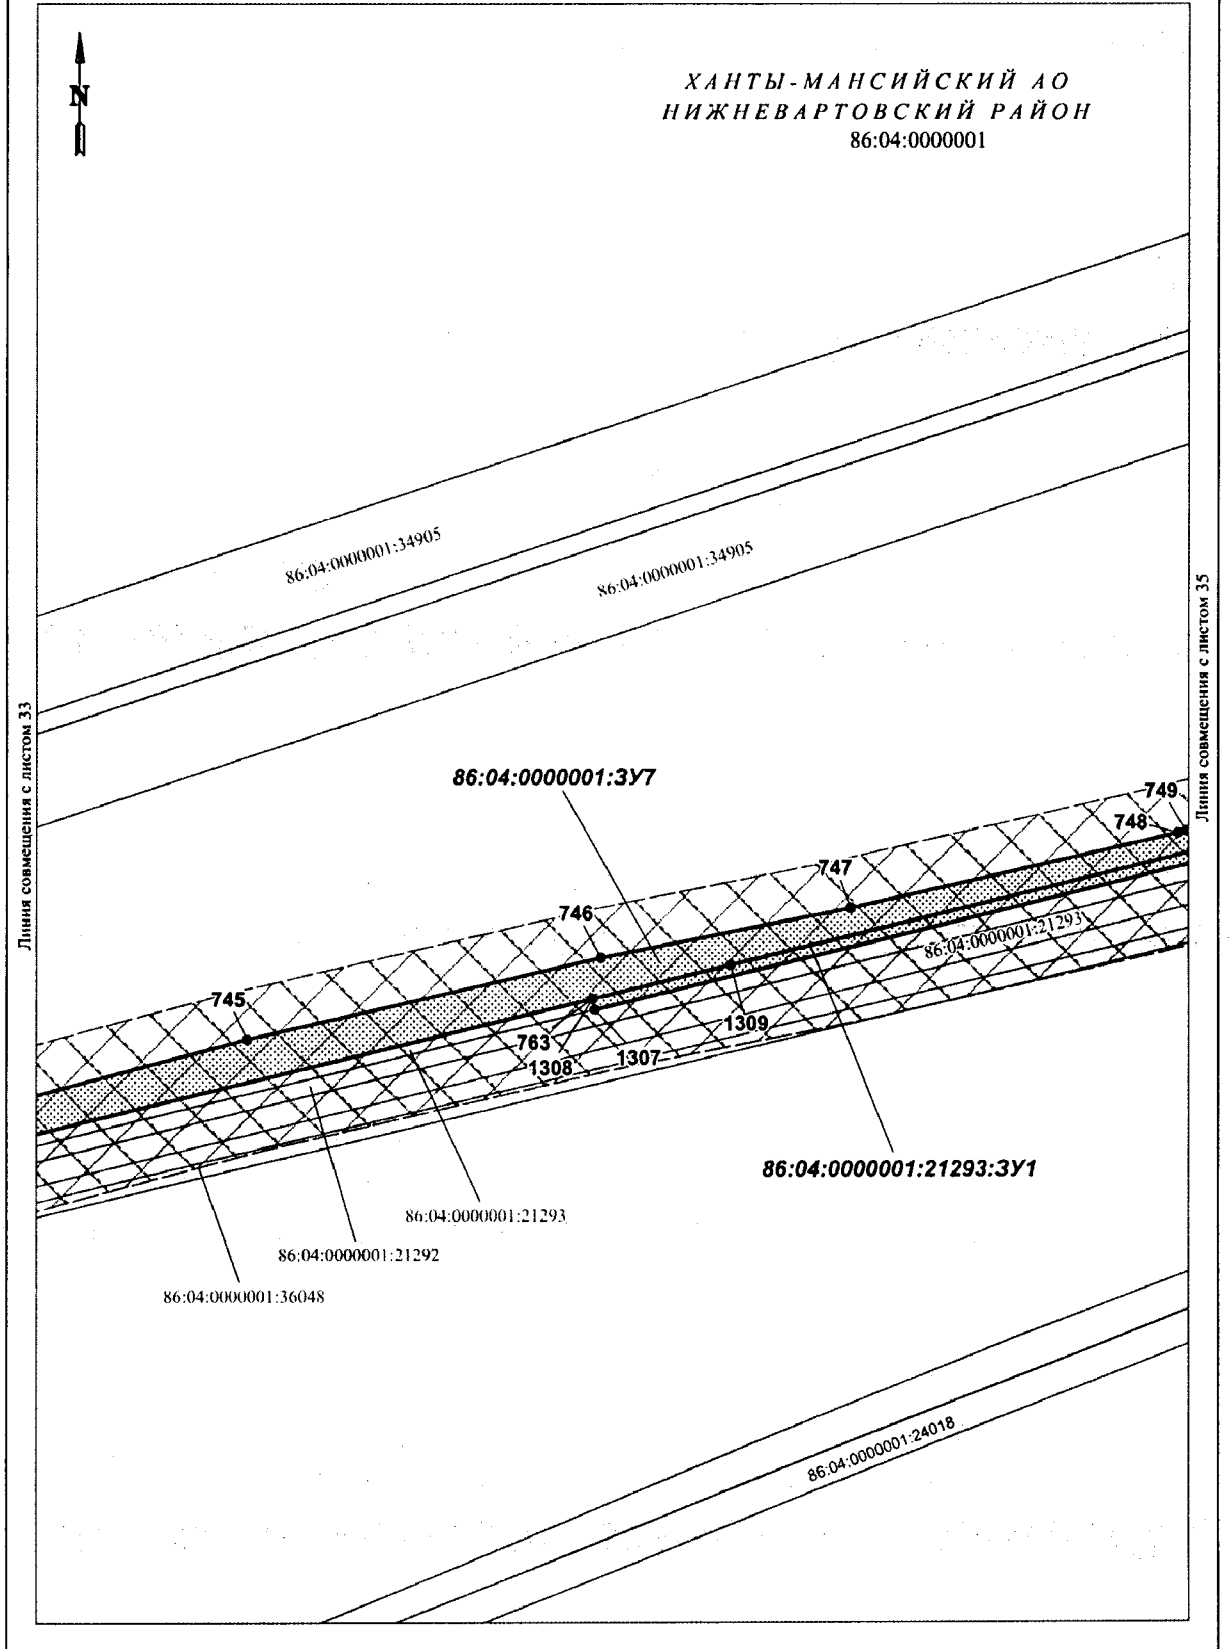 N
ХАНТЫ-МАНСИЙСКИЙ АО
НИЖНЕВАРТОВСКИЙ РАЙОН
86:04:0000001
86:04:0000001:34905
86:04:0000001:34905
Линия совмещения с листом 33
Линия совмещения с листом 35
86:04:0000001:ЗУ7
749
748
747
746
86:04:0000001:21293
745
1309
763
1307
1308
86:04:0000001:21293:ЗУ1
86:04:0000001:21293
86:04:0000001:21292
86:04:0000001:36048
86:04:0000001:24018